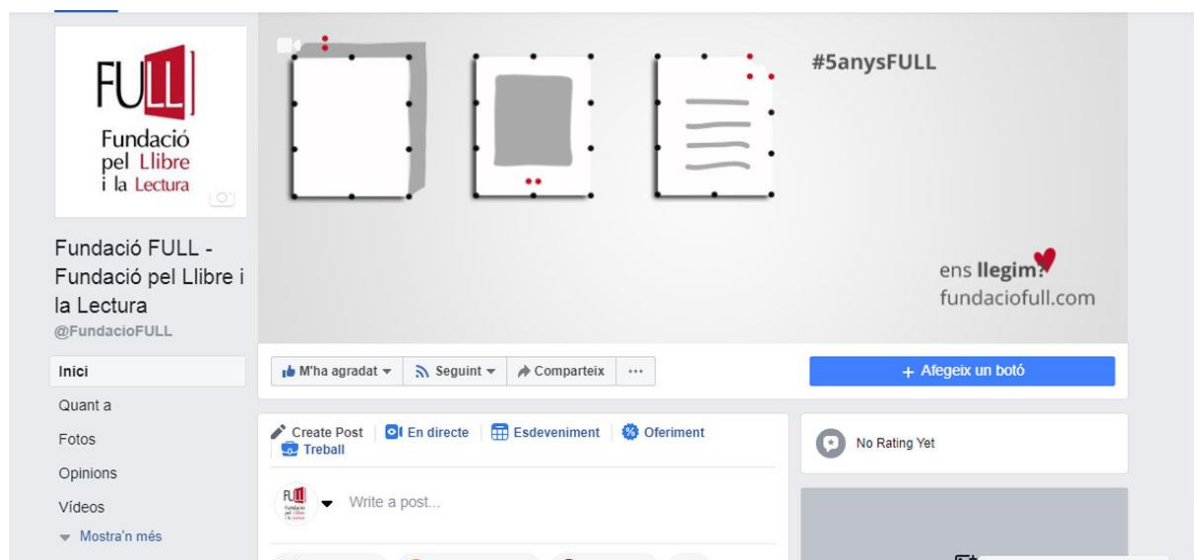 FULL
Fundació
pel Llibre
i la Lectura
#5anysFULL
ens llegim?
fundaciofull.com
Fundació FULL -
Fundació pel Llibre i
la Lectura
@FundacioFULL
Inici
Quant a
Fotos
Opinions
Vídeos
Mostra'n més
M'ha agradat
Seguint
Comparteix
...
+ Afegeix un botó
Create Post
En directe
Esdeveniment
Oferiment
Treball
FULL
Write a post...
No Rating Yet